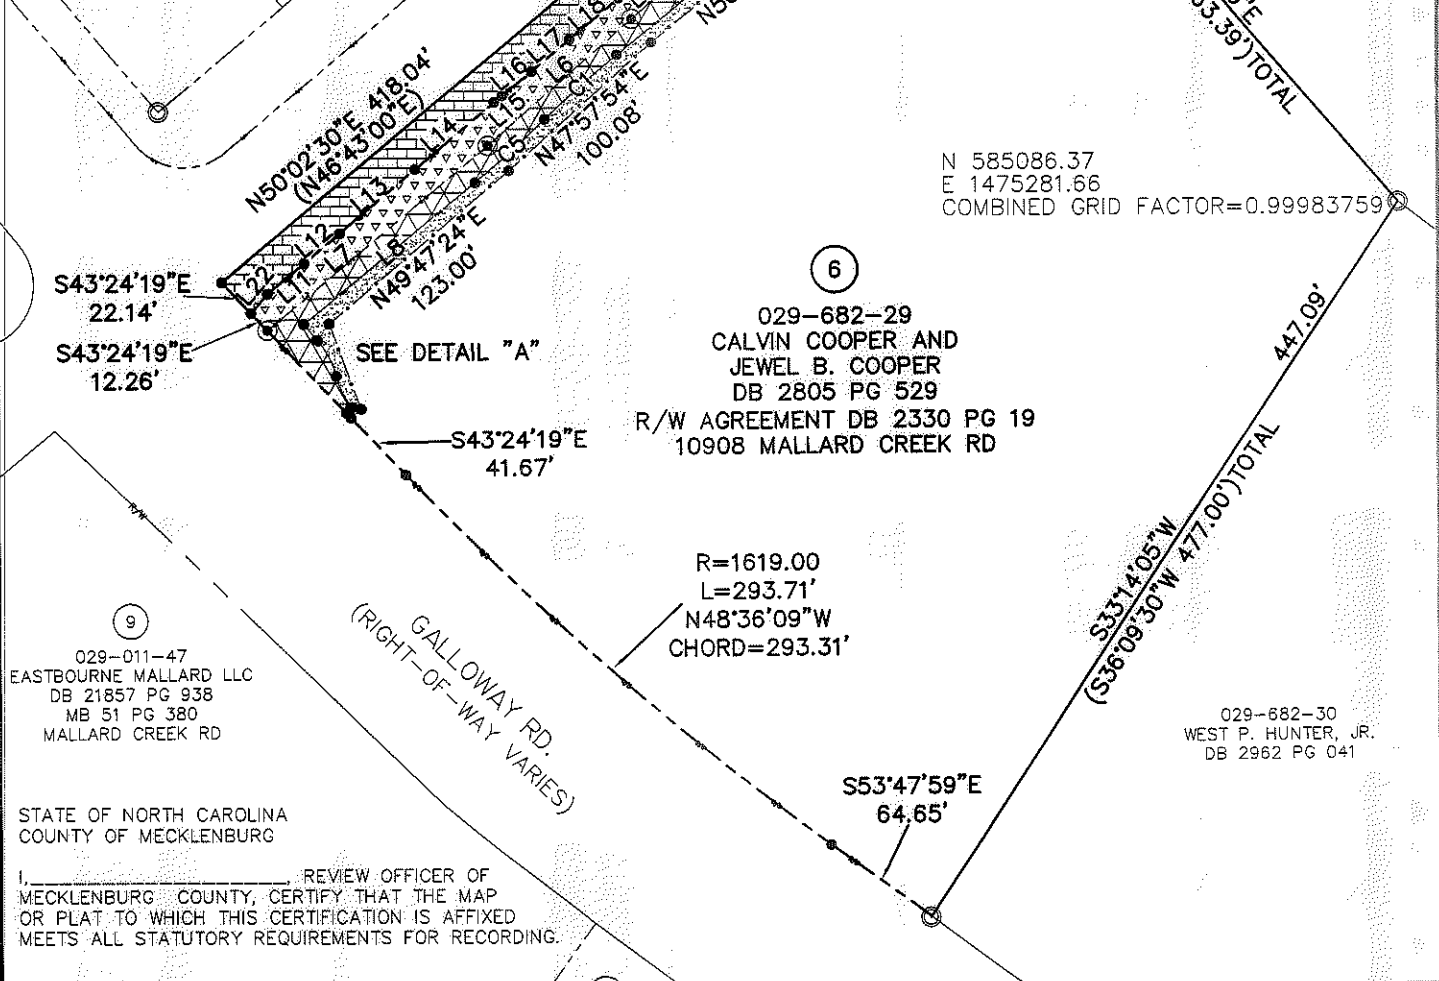 "E
63.39')TOTAL
N50°02'30"E 418.04'
(N46°43'00"E)
L18
L17
L16
L6
L15
C1
L14
C5
N47°57'54"E
100.08'
L13
L12
L7
L8
N49°47'24"E
123.00'
L22
L11
S43°24'19"E
22.14'
S43°24'19"E
12.26'
SEE DETAIL "A"
S43°24'19"E
41.67'
N 585086.37
E 1475281.66
COMBINED GRID FACTOR=0.99983759
6
029-682-29
CALVIN COOPER AND
JEWEL B. COOPER
DB 2805 PG 529
R/W AGREEMENT DB 2330 PG 19
10908 MALLARD CREEK RD
447.09'
S33°14'05"W
(S36°09'30"W 477.00')TOTAL
R/W
R=1619.00
L=293.71'
N48°36'09"W
CHORD=293.31'
GALLOWAY RD.
(RIGHT-OF-WAY VARIES)
9
029-011-47
EASTBOURNE MALLARD LLC
DB 21857 PG 938
MB 51 PG 380
MALLARD CREEK RD
029-682-30
WEST P. HUNTER, JR.
DB 2962 PG 041
S53°47'59"E
64.65'
STATE OF NORTH CAROLINA
COUNTY OF MECKLENBURG
I,____________________, REVIEW OFFICER OF
MECKLENBURG COUNTY, CERTIFY THAT THE MAP
OR PLAT TO WHICH THIS CERTIFICATION IS AFFIXED
MEETS ALL STATUTORY REQUIREMENTS FOR RECORDING.